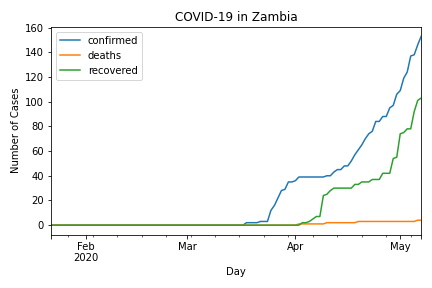 COVID-19 in Zambia
confirmed
deaths
recovered
Number of Cases
160
140
120
100
80
60
40
20
0
Feb
2020
Mar
Apr
May
Day